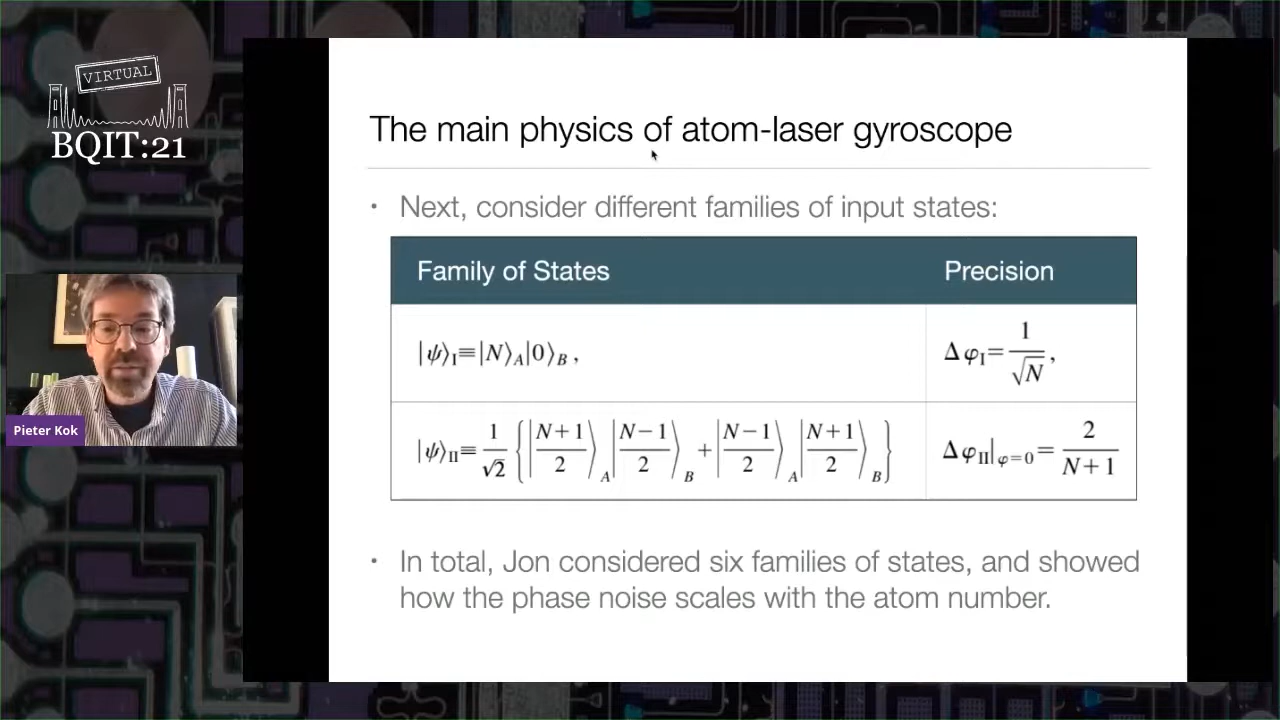 VIRTUAL
BQIT:21
Pieter Kok
The main physics of atom-laser gyroscope
• Next, consider different families of input states:
Family of States Precision
|ψ⟩_I≡|N⟩_A|0⟩_B , Δφ_I=1/√N,
|ψ⟩_II≡ 1/√2 {|N+1/2⟩_A |N−1/2⟩_B + |N−1/2⟩_A |N+1/2⟩_B} Δφ_II|_φ=0 = 2/N+1
• In total, Jon considered six families of states, and showed
how the phase noise scales with the atom number.